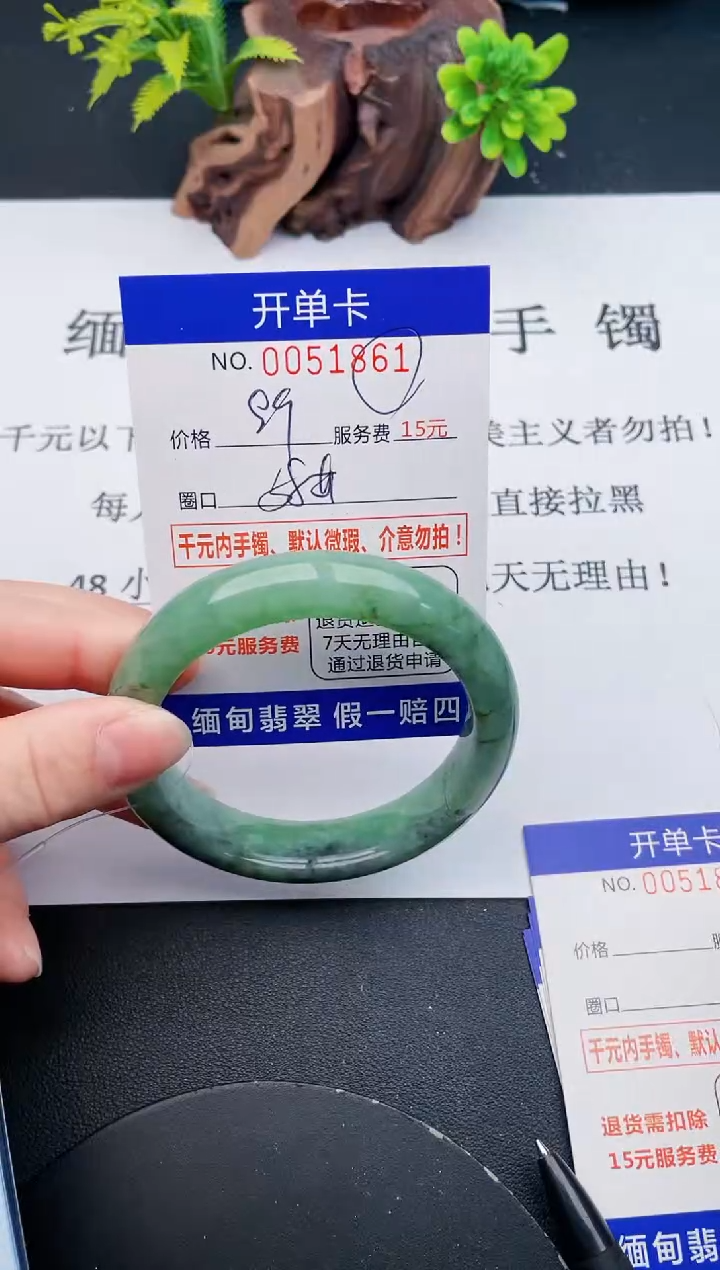 开单卡
NO. 0051861
缅 手 镯
价格 89 服务费 15元
千元以下 美主义者勿拍！
圈口
每 直接拉黑
千元内手镯、默认微瑕、介意勿拍！
48 小 天无理由！
元服务费
7天无理由
通过退货申请
缅甸翡翠 假一赔四
开单卡
NO. 0051
价格
圈口
千元内手镯、默认
退货需扣除
15元服务费
缅甸翡